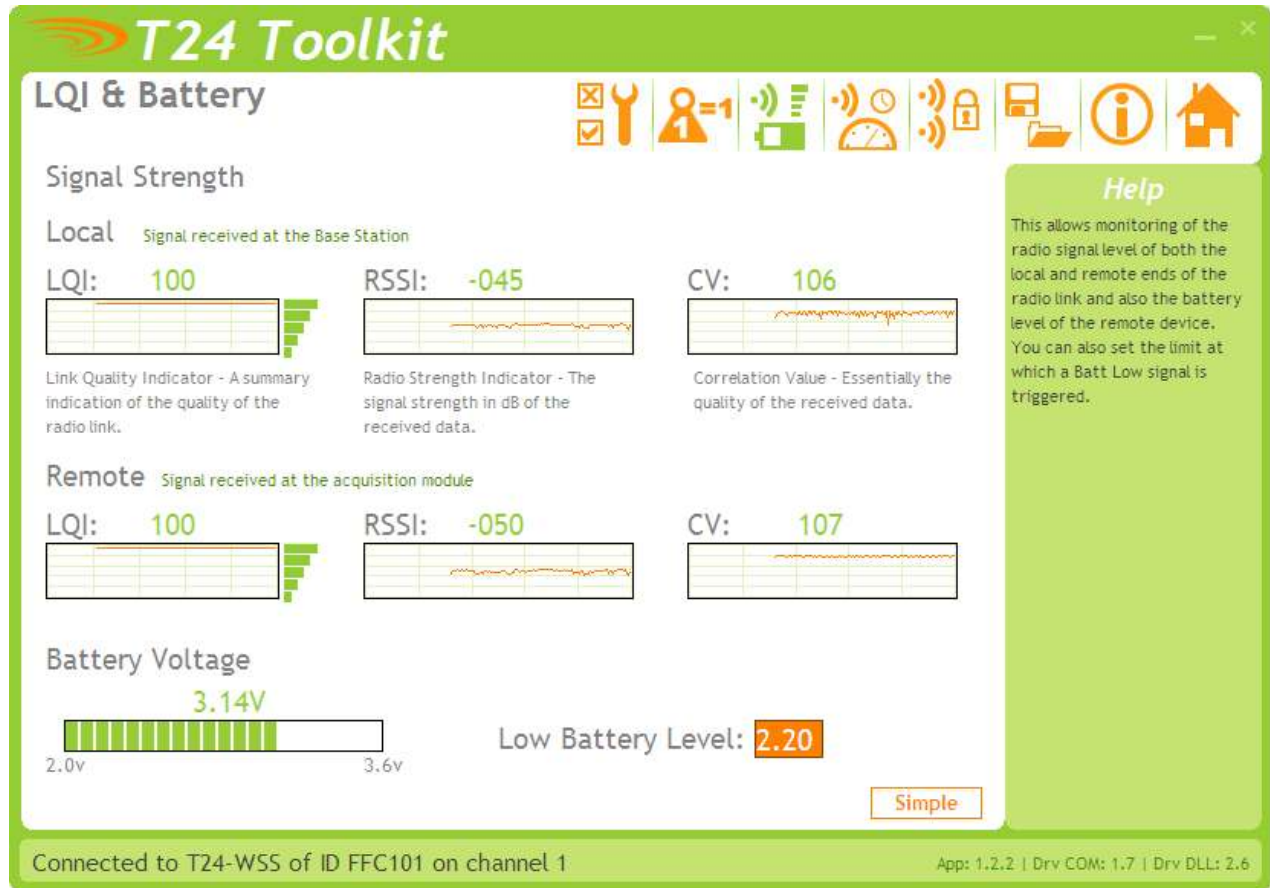 T24 Toolkit
LQI & Battery
=1
1
Signal Strength
Local Signal received at the Base Station
LQI: 100
RSSI: -045
CV: 106
Link Quality Indicator - A summary
indication of the quality of the
radio link.
Radio Strength Indicator - The
signal strength in dB of the
received data.
Correlation Value - Essentially the
quality of the received data.
Remote Signal received at the acquisition module
LQI: 100
RSSI: -050
CV: 107
Battery Voltage
3.14V
2.0v
3.6v
Low Battery Level: 2.20
Simple
Help
This allows monitoring of the
radio signal level of both the
local and remote ends of the
radio link and also the battery
level of the remote device.
You can also set the limit at
which a Batt Low signal is
triggered.
Connected to T24-WSS of ID FFC101 on channel 1
App: 1.2.2 | Drv COM: 1.7 | Drv DLL: 2.6